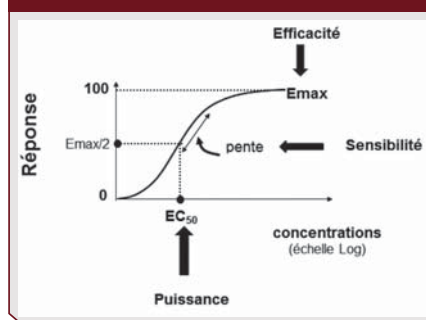 Efficacité
100
Emax
Réponse
Emax/2
pente
Sensibilité
0
EC50
concentrations
(échelle Log)
Puissance